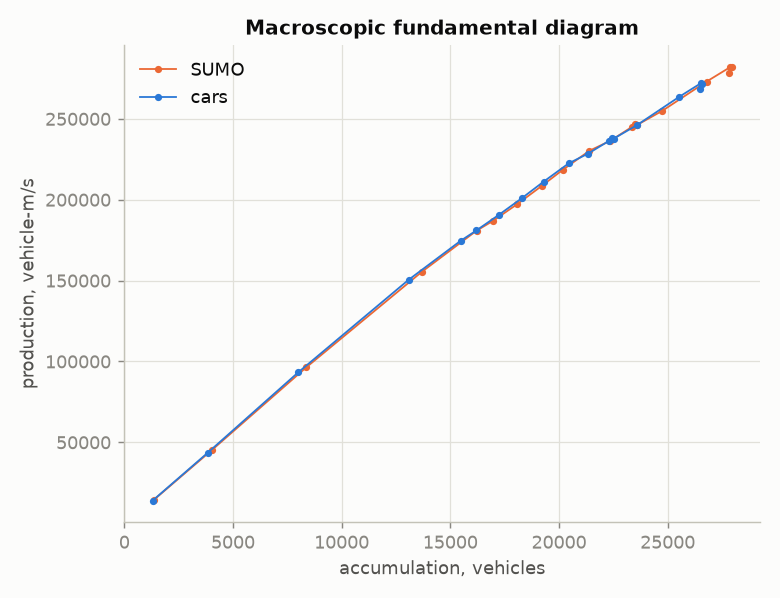 Macroscopic fundamental diagram
SUMO
cars
production, vehicle-m/s
250000
200000
150000
100000
50000
0 5000 10000 15000 20000 25000
accumulation, vehicles